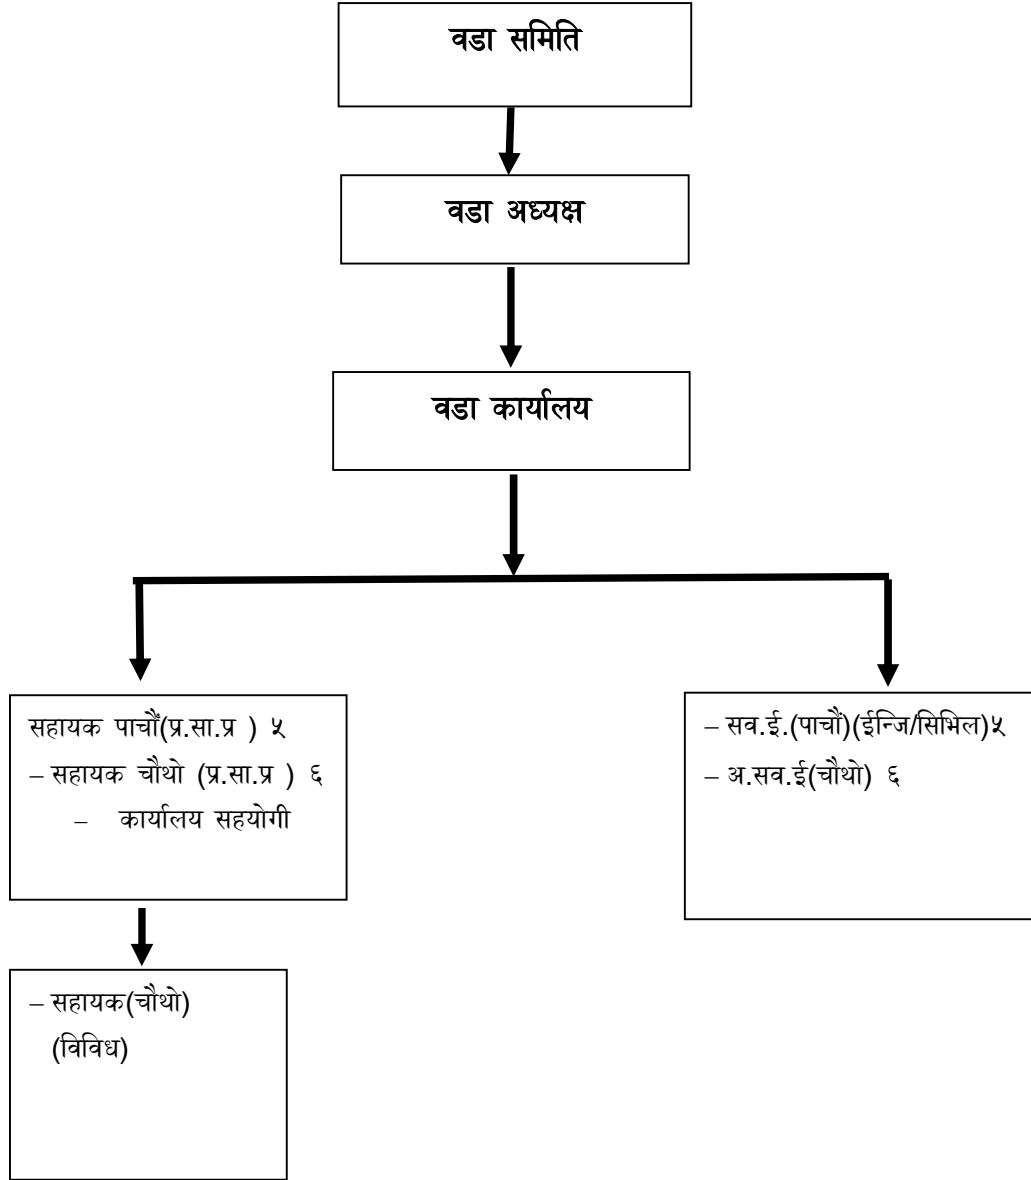 वडा समिति
वडा अध्यक्ष
वडा कार्यालय
सहायक पाचौं(प्र.सा.प्र ) ५
– सहायक चौथो (प्र.सा.प्र ) ६
– कार्यालय सहयोगी
– सव.ई.(पाचौं)(ईन्जि/सिभिल)५
– अ.सव.ई(चौथो) ६
– सहायक(चौथो)
(विविध)